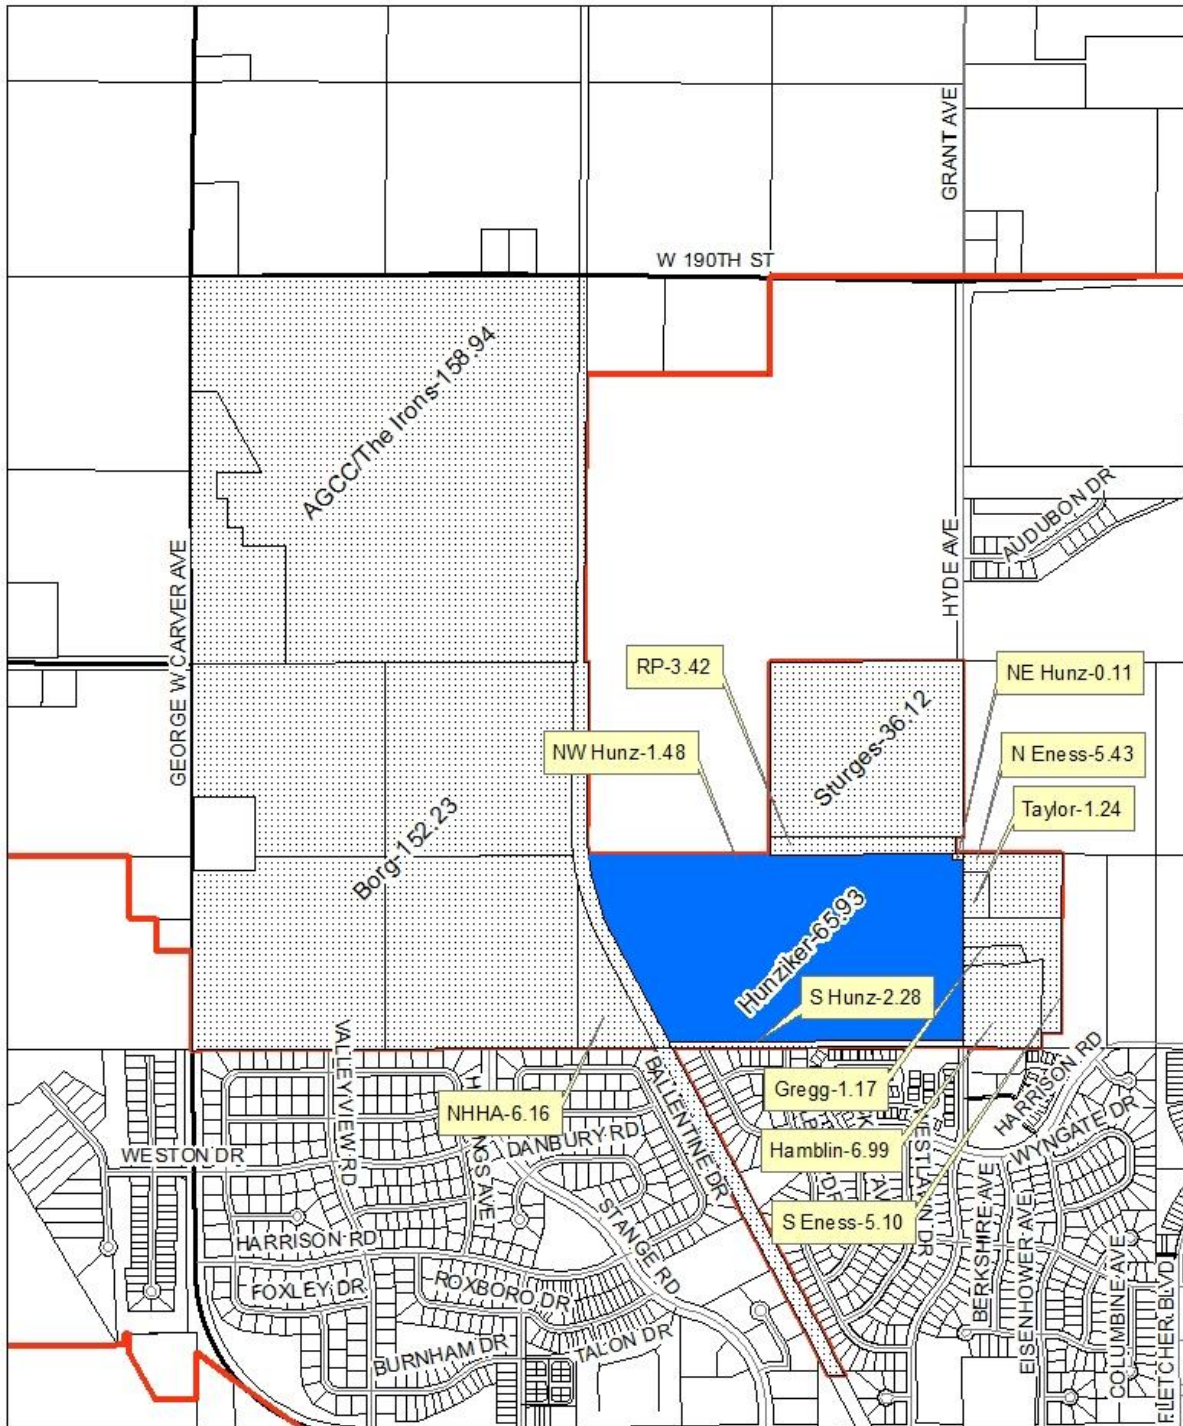 GRANT AVE
W 190TH ST
AGCC/The Irons-158.94
AUDUBON DR
HYDE AVE
GEORGE W CARVER AVE
RP-3.42
NE Hunz-0.11
Sturges-36.12
NW Hunz-1.48
N Eness-5.43
Taylor-1.24
Borg-152.23
Hunziker-65.93
S Hunz-2.28
VALLEY VIEW RD
BALLENTINE DR
HARRISON RD
Gregg-1.17
NHHA-6.16
DANBURY RD
WYNGATE DR
WESTON DR
Hamblin-6.99
STANGE RD
S Eness-5.10
BERKSHIRE AVE
EISENHOWER AVE
HARRISON RD
FOXLEY DR
ROXBORO DR
COLUMBINE AVE
FLETCHER BLVD
BURNHAM DR
TALON DR